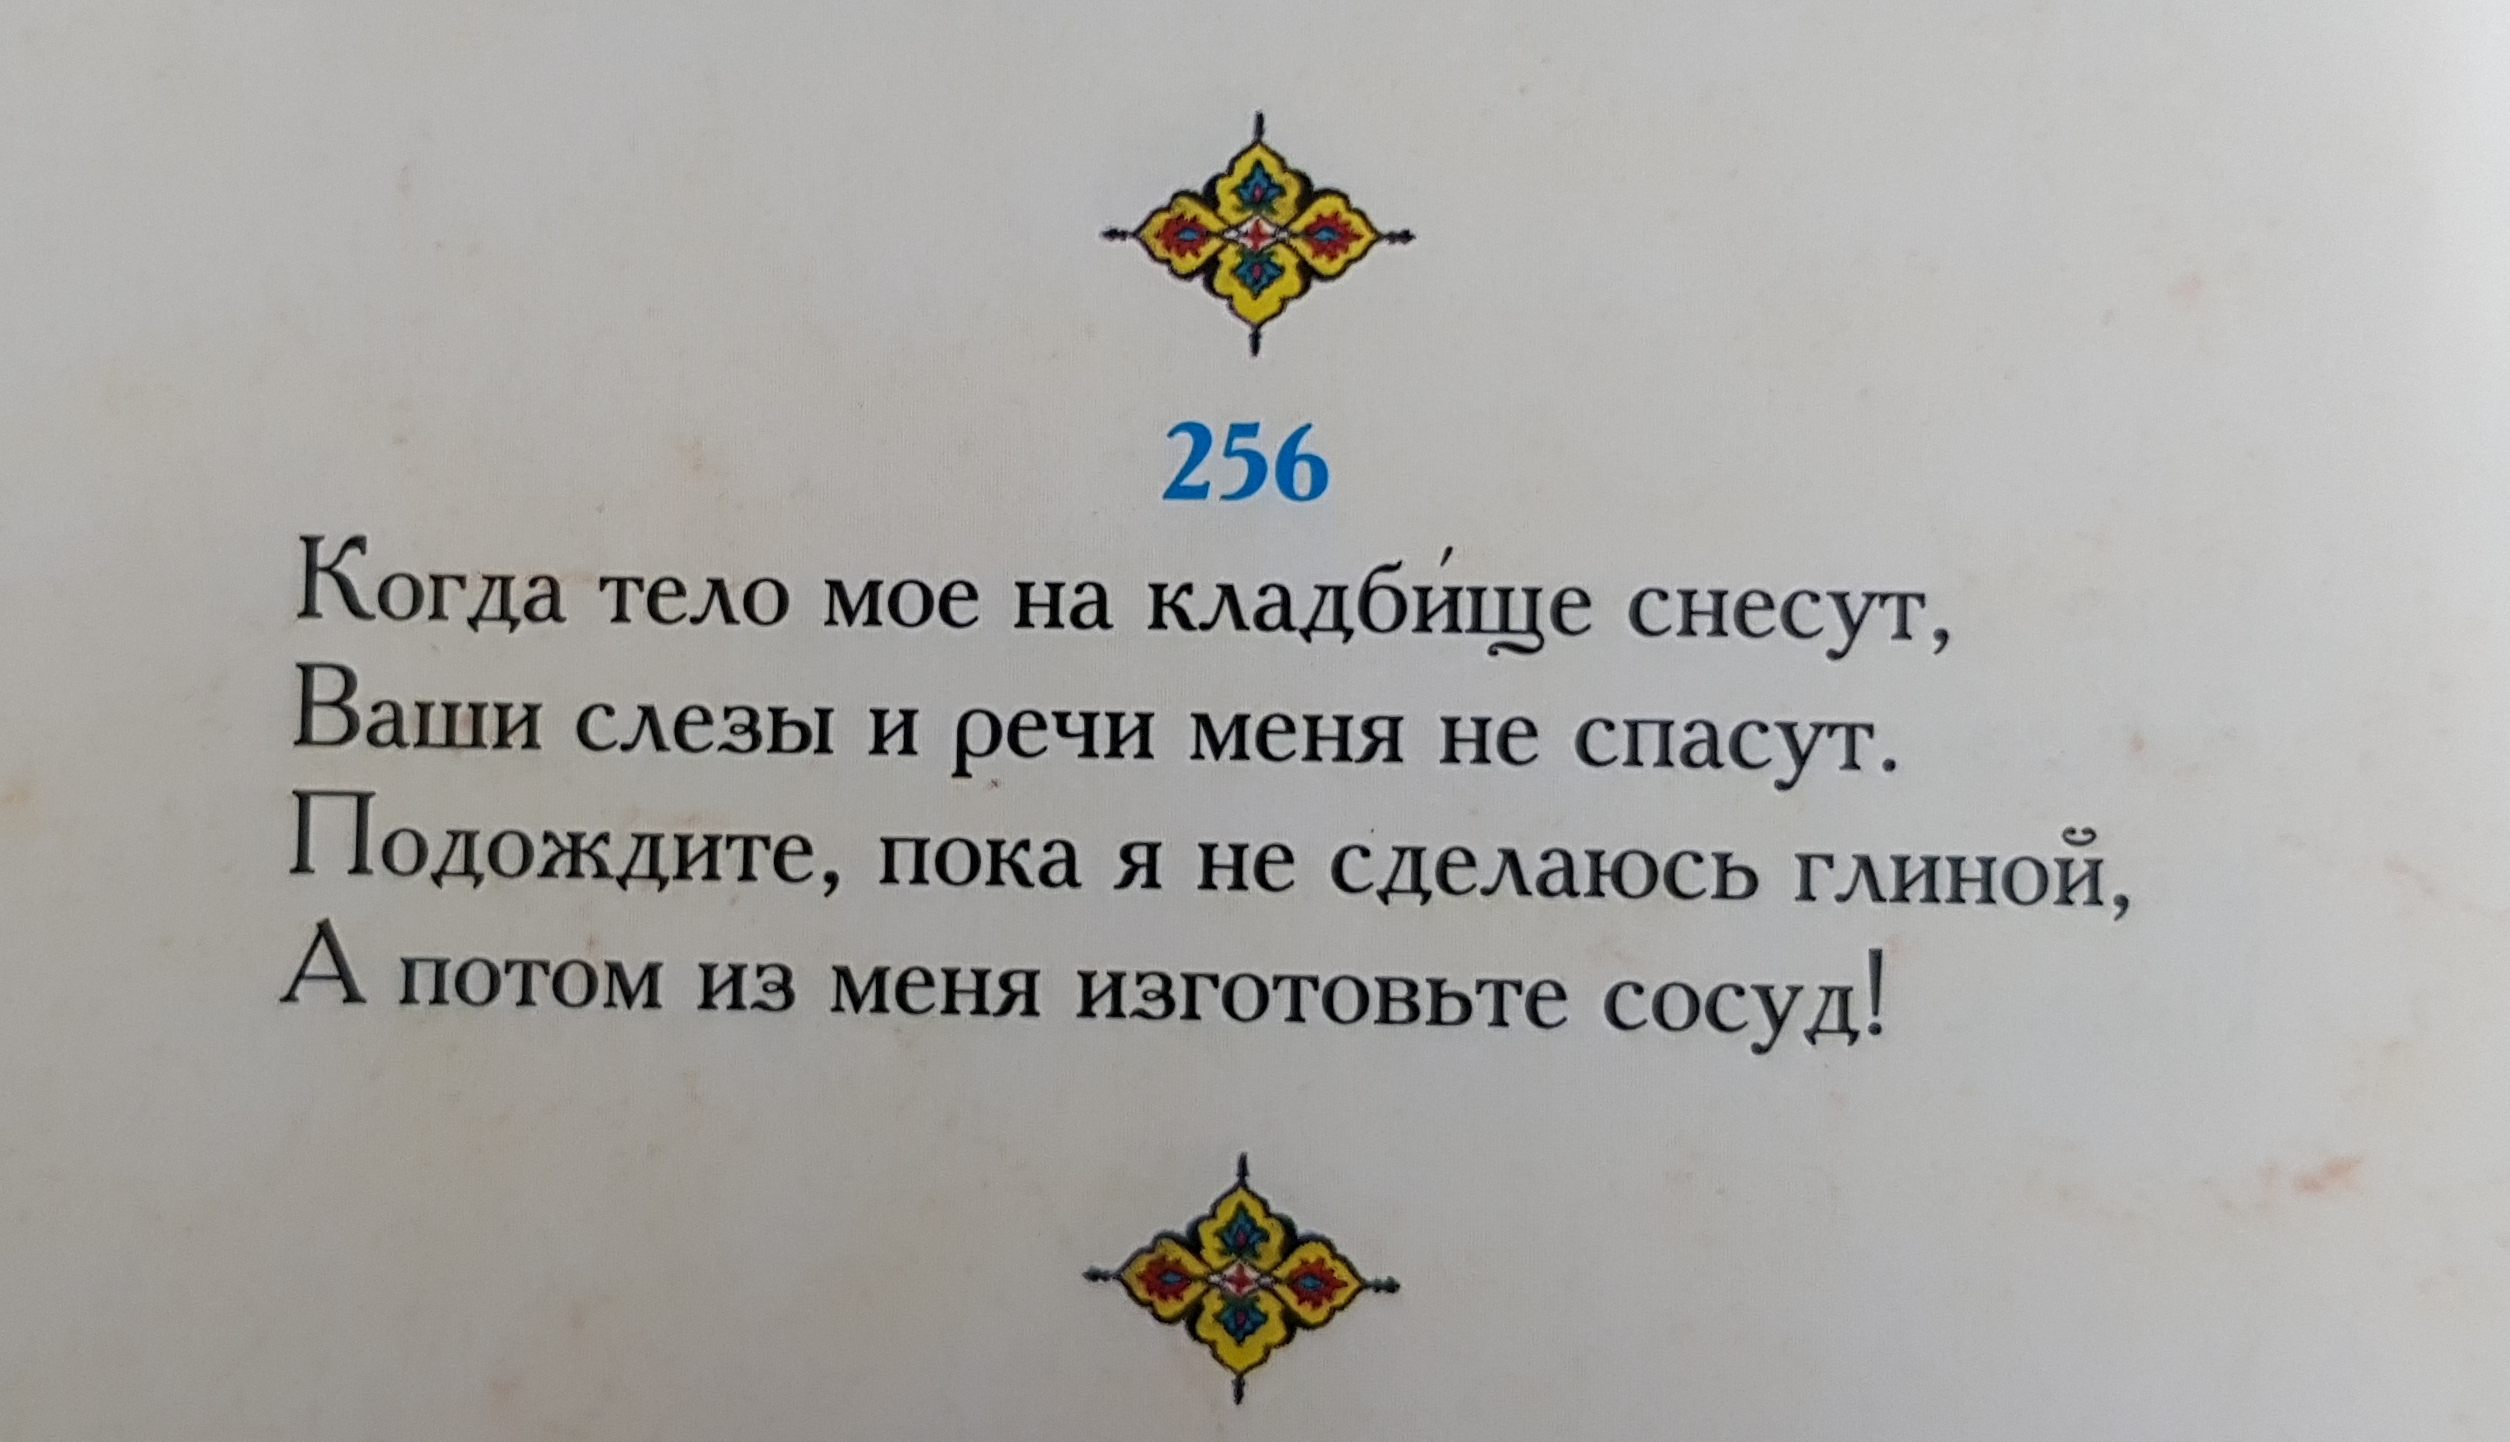 256
Когда тело мое на кладби́ще снесут,
Ваши слезы и речи меня не спасут.
Подождите, пока я не сделаюсь глиной,
А потом из меня изготовьте сосуд!